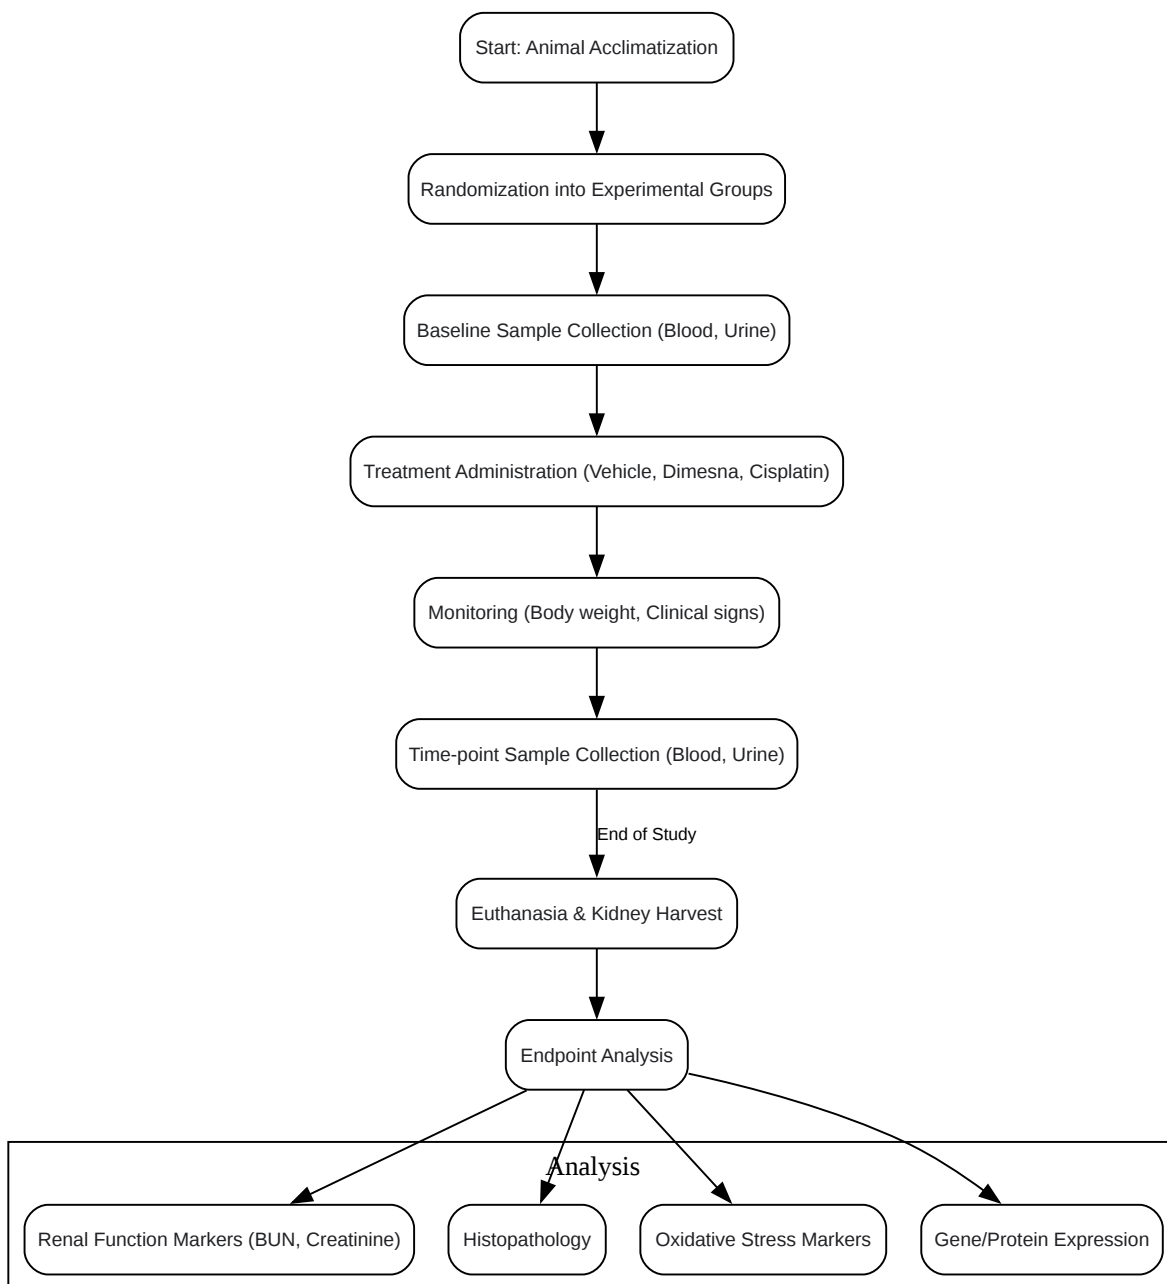 Start: Animal Acclimatization
Randomization into Experimental Groups
Baseline Sample Collection (Blood, Urine)
Treatment Administration (Vehicle, Dimesna, Cisplatin)
Monitoring (Body weight, Clinical signs)
Time-point Sample Collection (Blood, Urine)
End of Study
Euthanasia & Kidney Harvest
Endpoint Analysis
Analysis
Renal Function Markers (BUN, Creatinine)
Histopathology
Oxidative Stress Markers
Gene/Protein Expression